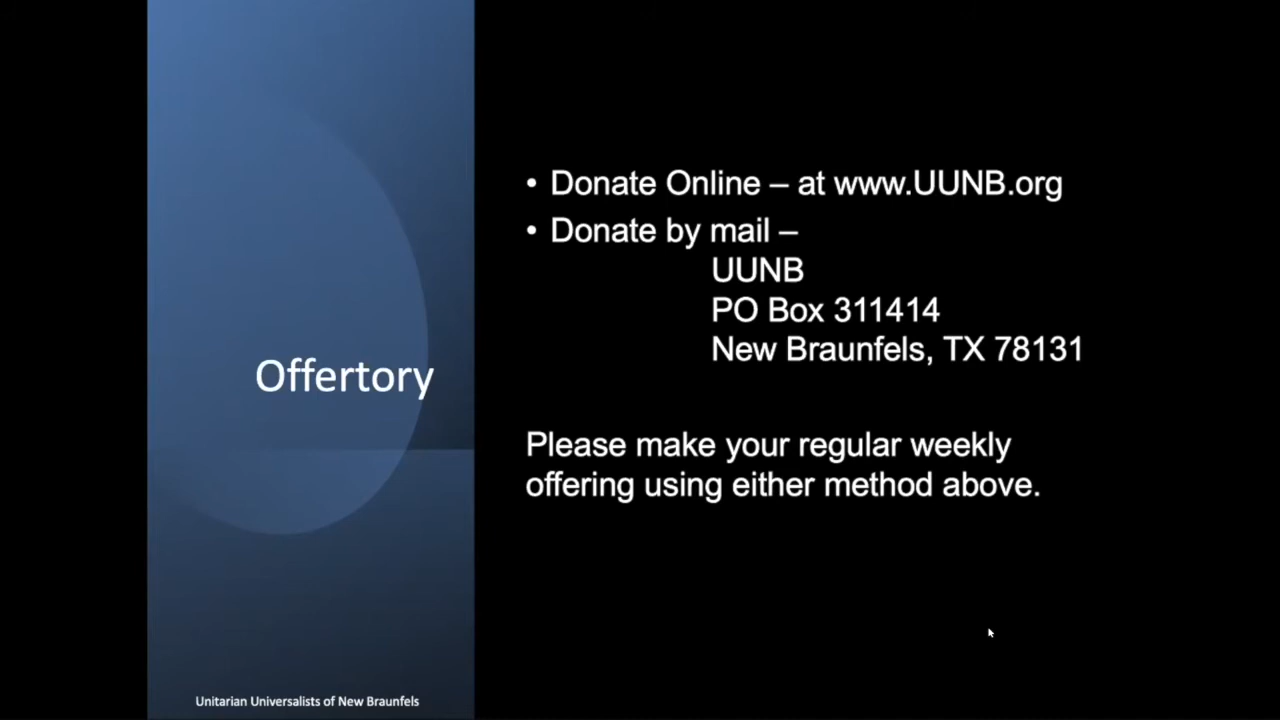 Offertory
• Donate Online – at www.UUNB.org
• Donate by mail –
UUNB
PO Box 311414
New Braunfels, TX 78131
Please make your regular weekly
offering using either method above.
Unitarian Universalists of New Braunfels